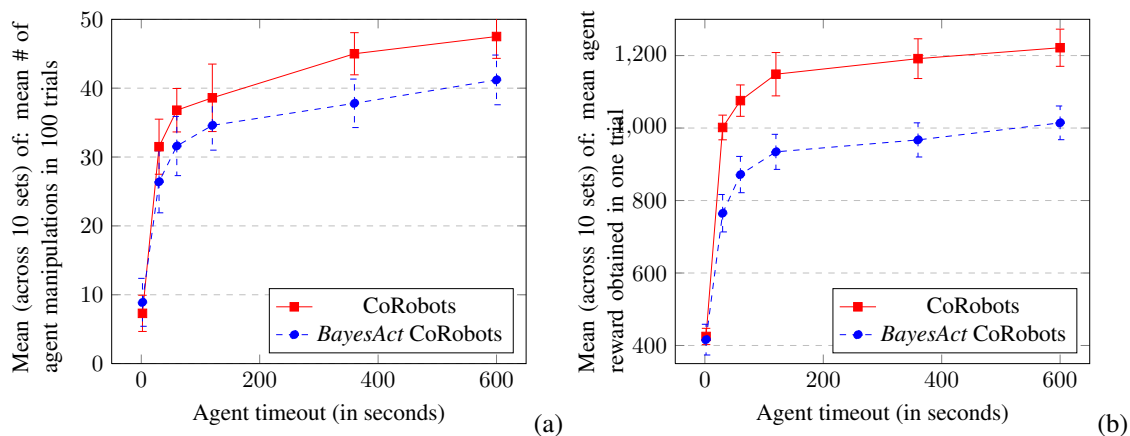 Mean (across 10 sets) of: mean # of
agent manipulations in 100 trials
50
40
30
20
10
0
0
200
400
600
Agent timeout (in seconds)
CoRobots
BayesAct CoRobots
(a)
Mean (across 10 sets) of: mean agent
reward obtained in one trial
1,200
1,000
800
600
400
0
200
400
600
Agent timeout (in seconds)
CoRobots
BayesAct CoRobots
(b)